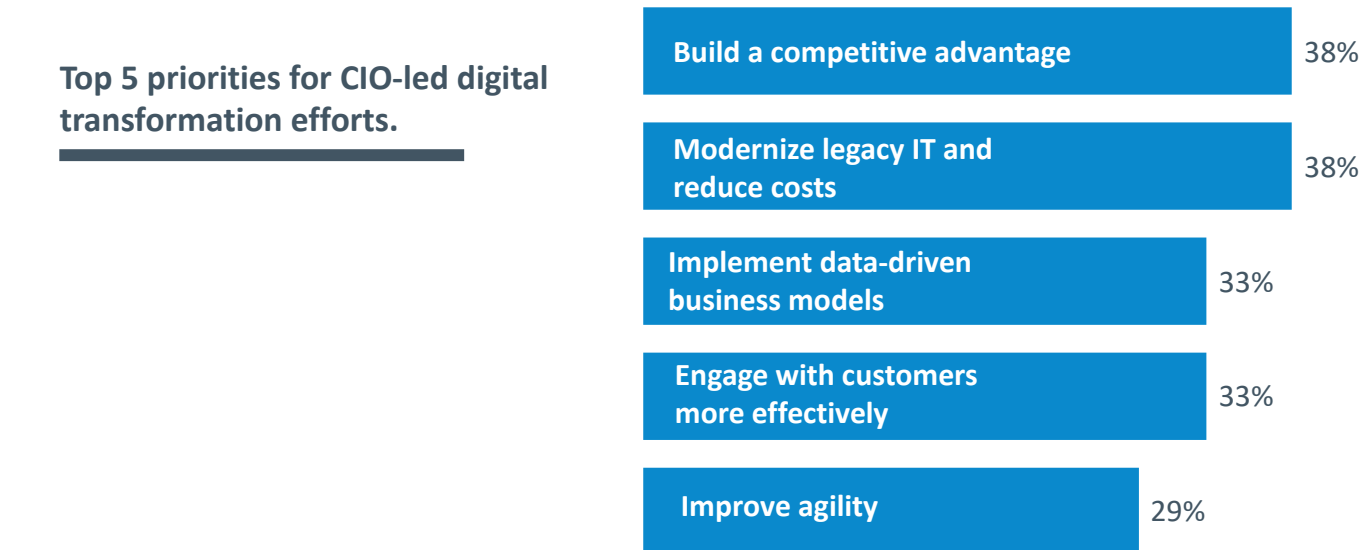 Top 5 priorities for CIO-led digital
transformation efforts.
Build a competitive advantage
38%
Modernize legacy IT and
reduce costs
38%
Implement data-driven
business models
33%
Engage with customers
more effectively
33%
Improve agility
29%